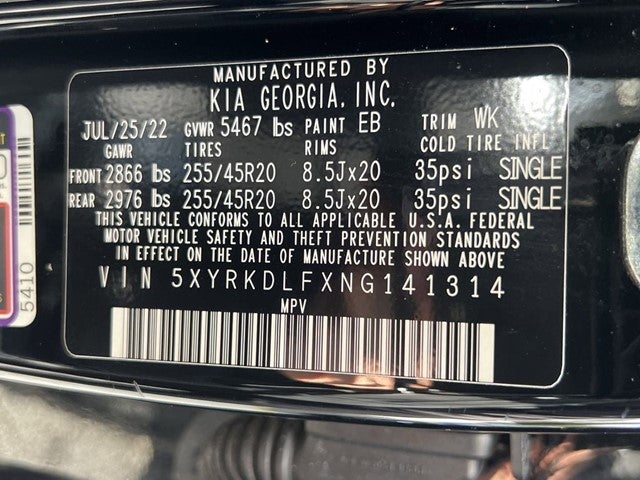 MANUFACTURED BY
KIA GEORGIA, INC.
JUL/25/22 GVWR 5467 lbs PAINT EB TRIM WK
GAWR TIRES RIMS COLD TIRE INFL
FRONT 2866 lbs 255/45R20 8.5Jx20 35psi SINGLE
REAR 2976 lbs 255/45R20 8.5Jx20 35psi SINGLE
THIS VEHICLE CONFORMS TO ALL APPLICABLE U.S.A. FEDERAL
MOTOR VEHICLE SAFETY AND THEFT PREVENTION STANDARDS
IN EFFECT ON THE DATE OF MANUFACTURE SHOWN ABOVE
VIN 5XYRKDLFXNG141314
MPV
5410